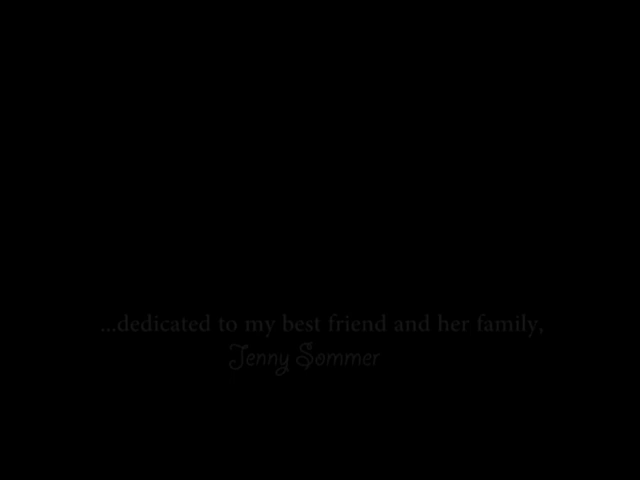 ...dedicated to my best friend and her family,
Jenny Sommer